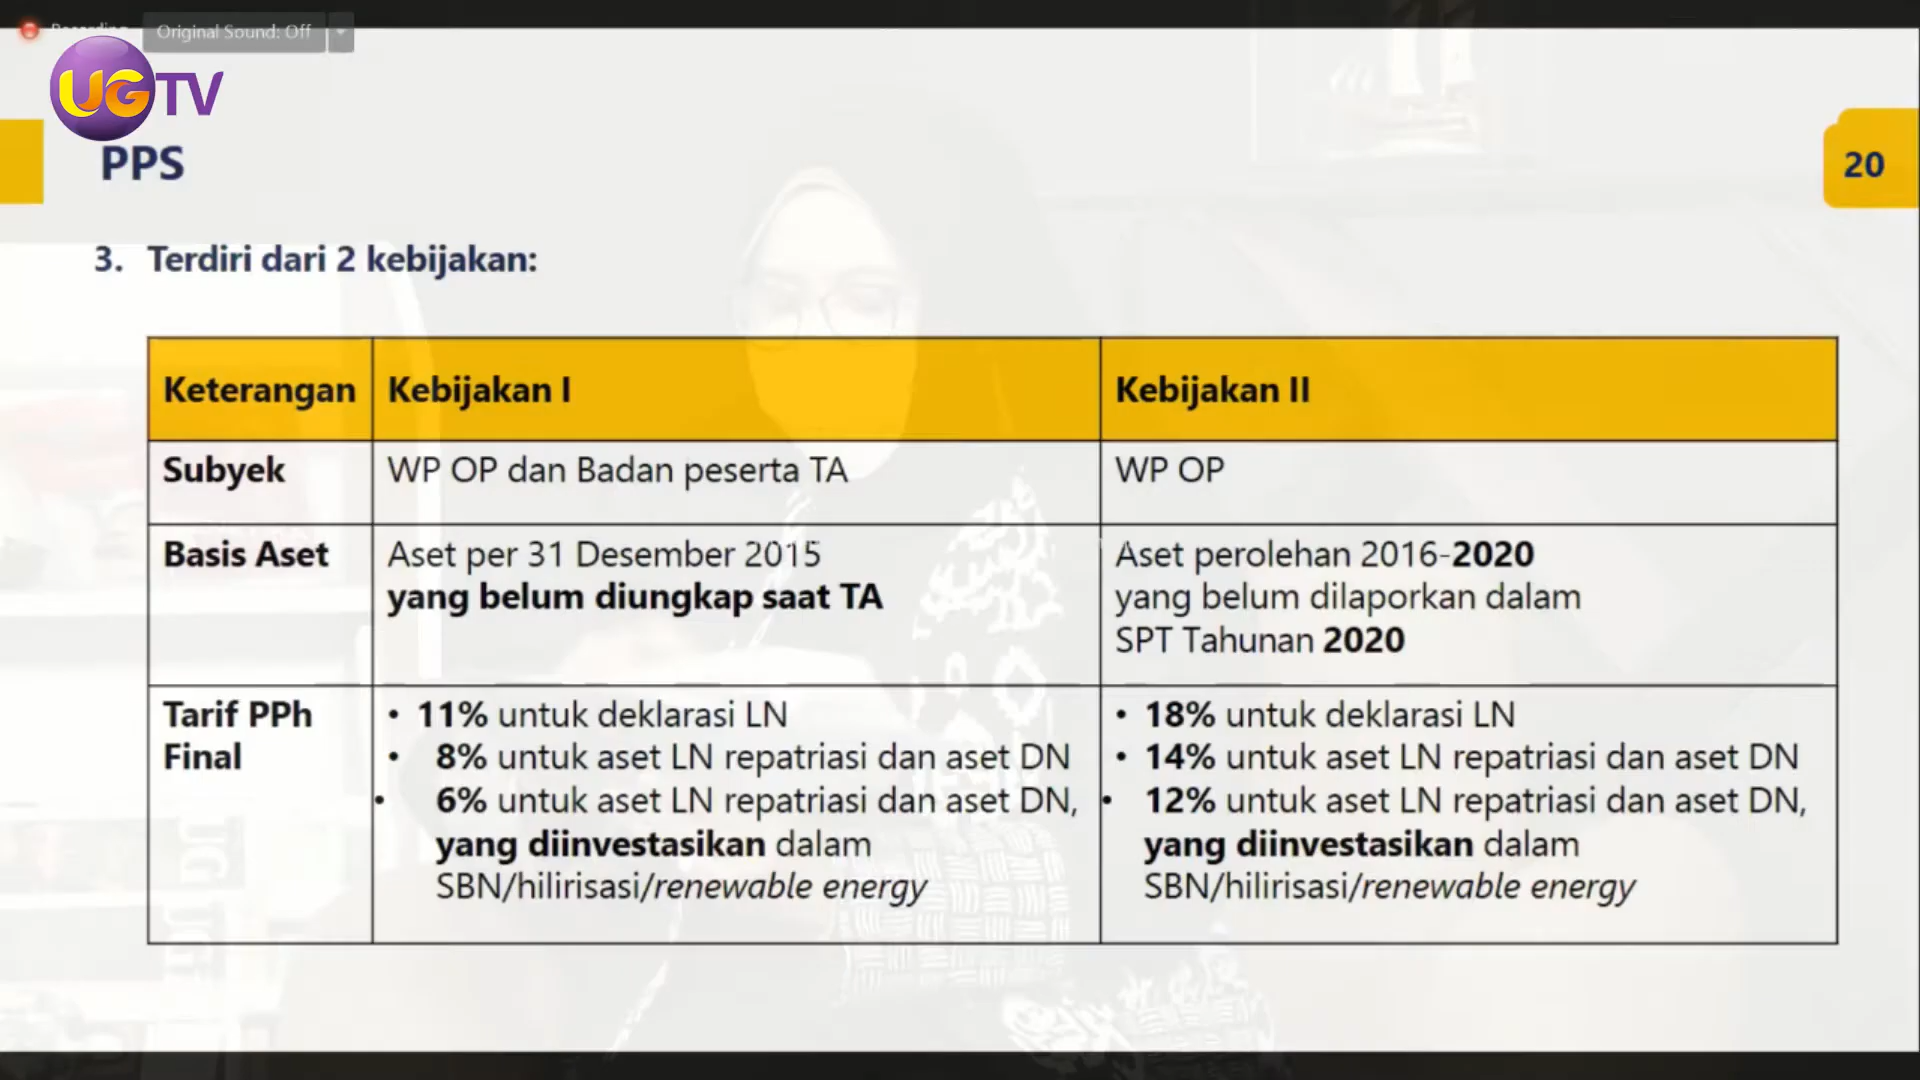 Recording
Original Sound: Off
UGTV
PPS
20
3. Terdiri dari 2 kebijakan:
Keterangan
Kebijakan I
Kebijakan II
Subyek
WP OP dan Badan peserta TA
WP OP
Basis Aset
Aset per 31 Desember 2015
yang belum diungkap saat TA
Aset perolehan 2016-2020
yang belum dilaporkan dalam
SPT Tahunan 2020
Tarif PPh
Final
• 11% untuk deklarasi LN
• 8% untuk aset LN repatriasi dan aset DN
• 6% untuk aset LN repatriasi dan aset DN,
yang diinvestasikan dalam
SBN/hilirisasi/renewable energy
• 18% untuk deklarasi LN
• 14% untuk aset LN repatriasi dan aset DN
• 12% untuk aset LN repatriasi dan aset DN,
yang diinvestasikan dalam
SBN/hilirisasi/renewable energy